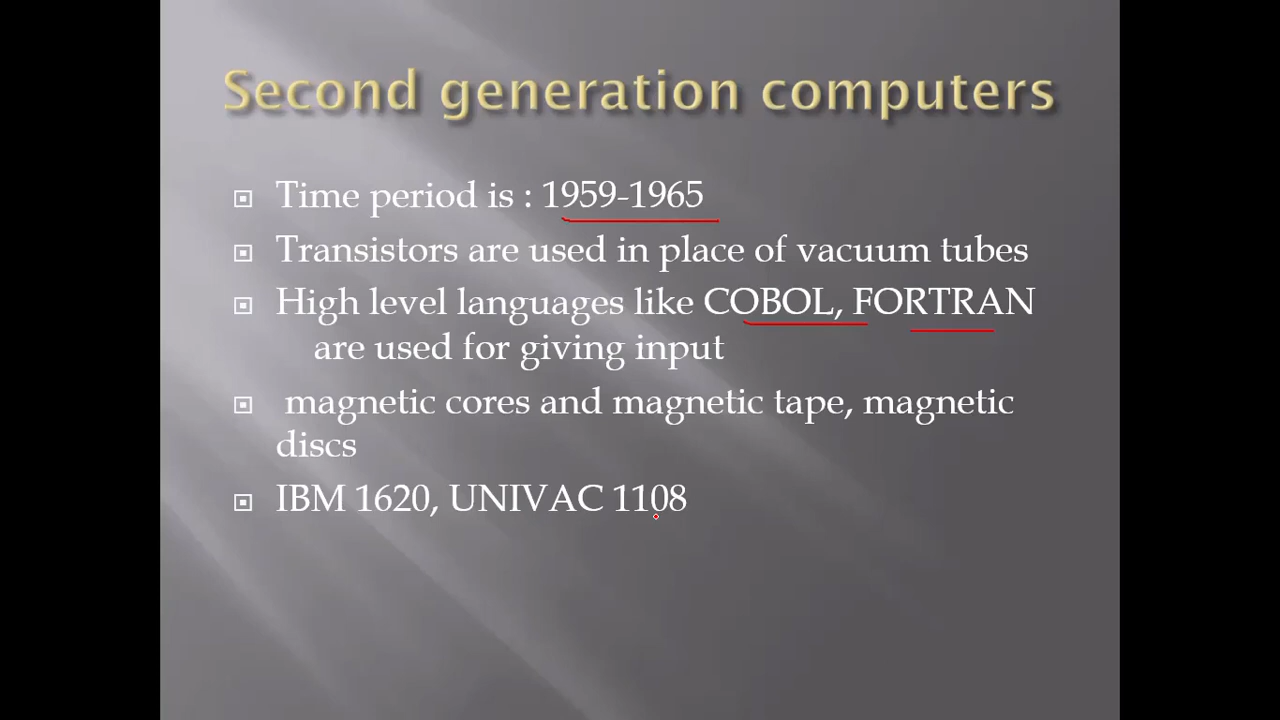 Second generation computers
Time period is : 1959-1965
Transistors are used in place of vacuum tubes
High level languages like COBOL, FORTRAN
are used for giving input
magnetic cores and magnetic tape, magnetic
discs
IBM 1620, UNIVAC 1108